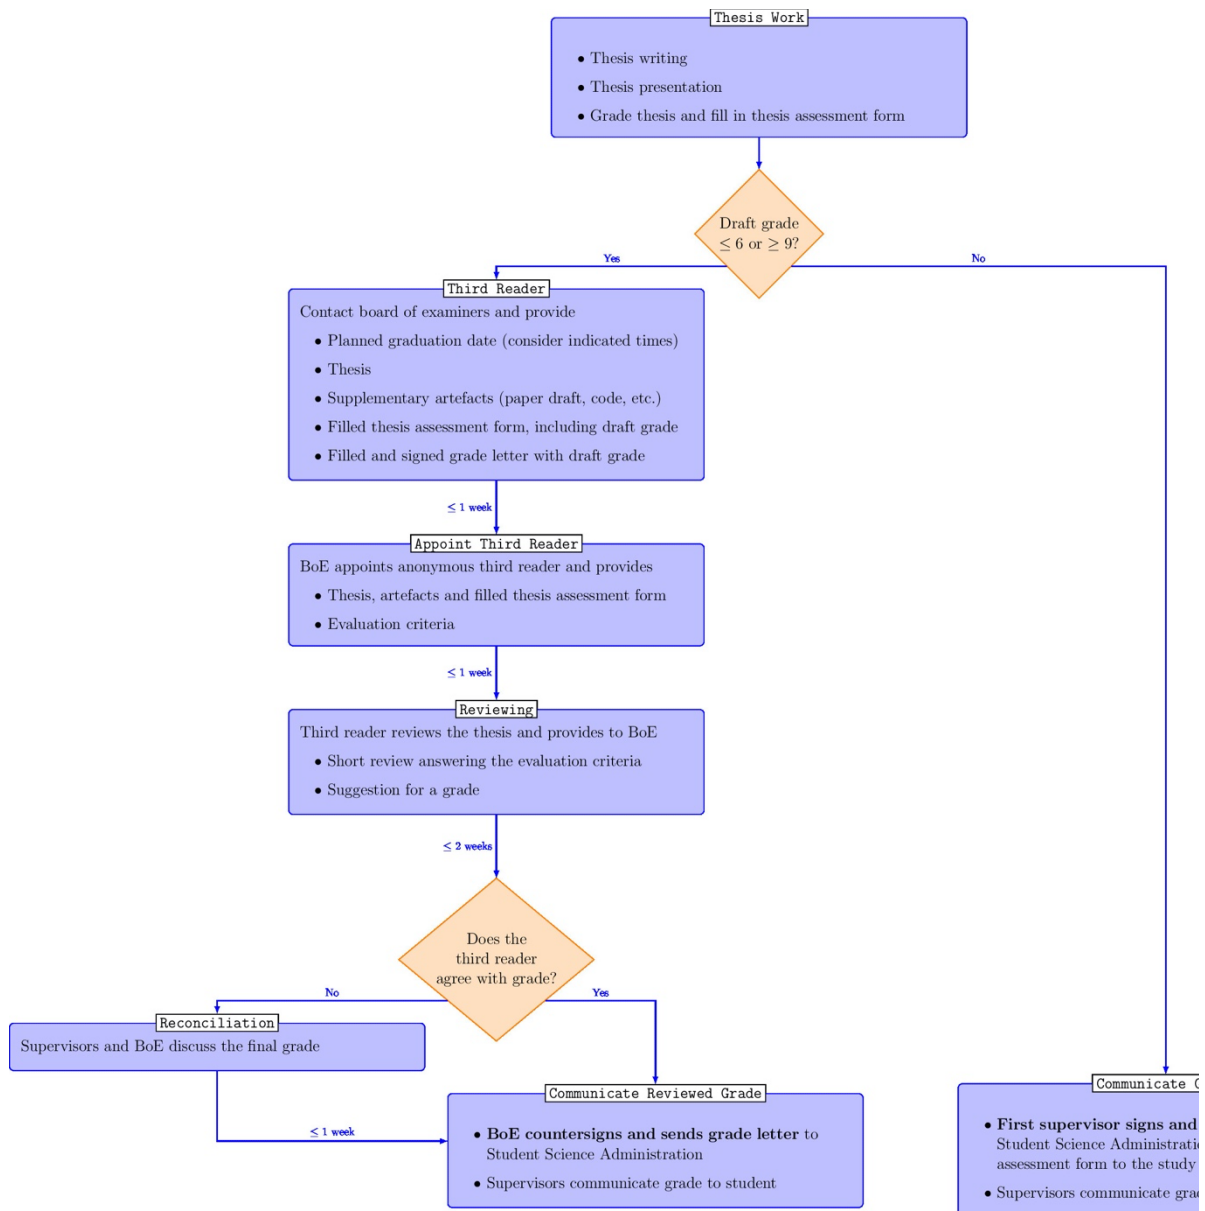 Thesis Work
• Thesis writing
• Thesis presentation
• Grade thesis and fill in thesis assessment form
Draft grade
≤ 6 or ≥ 9?
Yes
No
Third Reader
Contact board of examiners and provide
• Planned graduation date (consider indicated times)
• Thesis
• Supplementary artefacts (paper draft, code, etc.)
• Filled thesis assessment form, including draft grade
• Filled and signed grade letter with draft grade
≤ 1 week
Appoint Third Reader
BoE appoints anonymous third reader and provides
• Thesis, artefacts and filled thesis assessment form
• Evaluation criteria
≤ 1 week
Reviewing
Third reader reviews the thesis and provides to BoE
• Short review answering the evaluation criteria
• Suggestion for a grade
≤ 2 weeks
Does the
third reader
agree with grade?
No
Yes
Reconciliation
Supervisors and BoE discuss the final grade
≤ 1 week
Communicate Reviewed Grade
• BoE countersigns and sends grade letter to
Student Science Administration
• Supervisors communicate grade to student
Communicate
• First supervisor signs and
Student Science
assessment form to the study
• Supervisors communicate